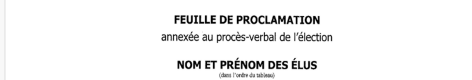 FEUILLE DE PROCLAMATION
annexée au procès-verbal de l'élection
NOM ET PRÉNOM DES ÉLUS
(dans l'ordre du tableau)